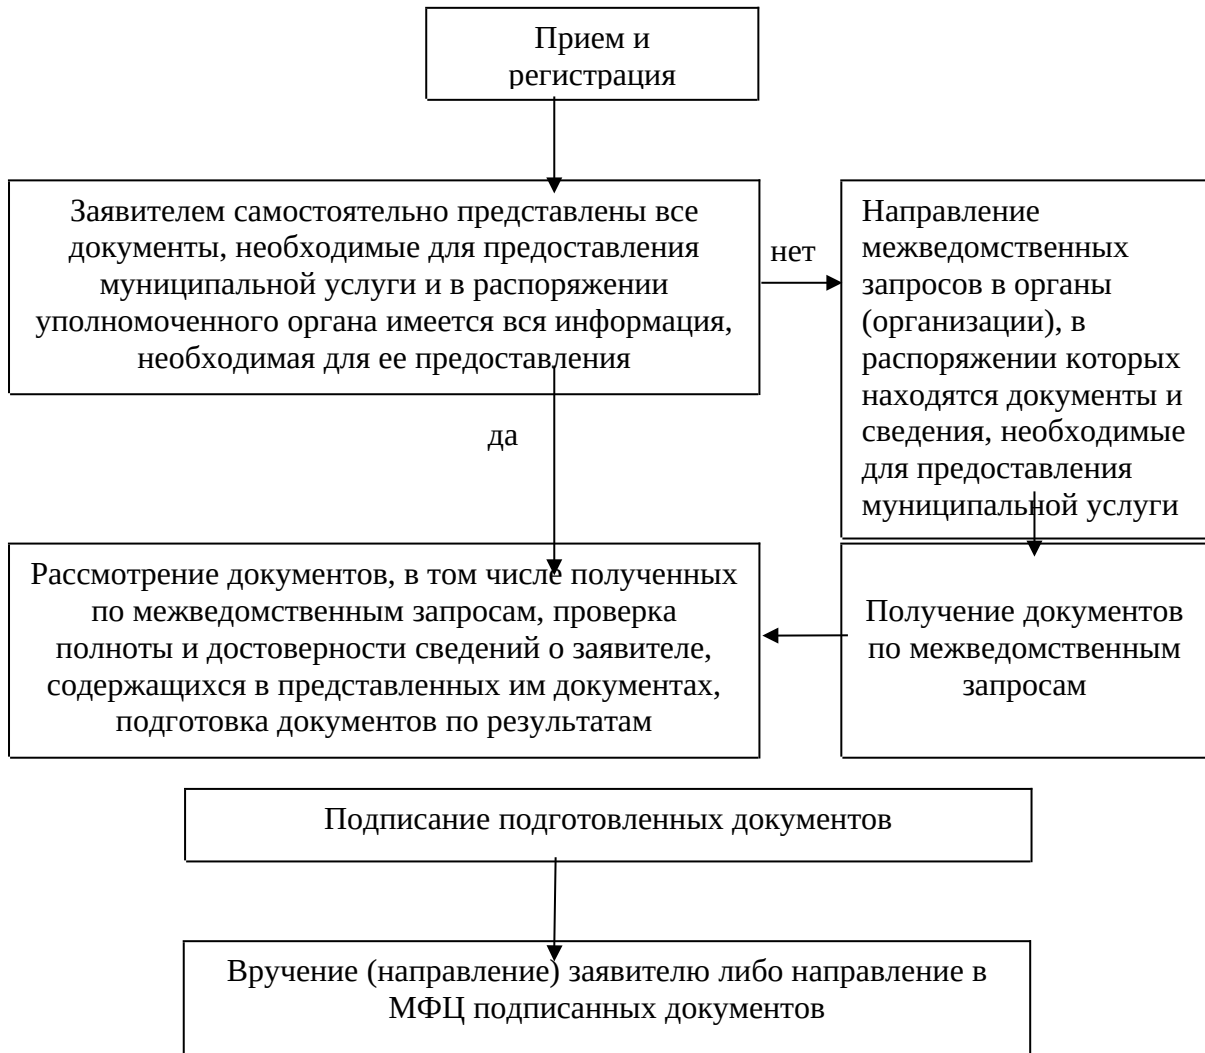 Прием и
регистрация
Заявителем самостоятельно представлены все
документы, необходимые для предоставления
муниципальной услуги и в распоряжении
уполномоченного органа имеется вся информация,
необходимая для ее предоставления
нет
Направление
межведомственных
запросов в органы
(организации), в
распоряжении которых
находятся документы и
сведения, необходимые
для предоставления
муниципальной услуги
да
Рассмотрение документов, в том числе полученных
по межведомственным запросам, проверка
полноты и достоверности сведений о заявителе,
содержащихся в представленных им документах,
подготовка документов по результатам
Получение документов
по межведомственным
запросам
Подписание подготовленных документов
Вручение (направление) заявителю либо направление в
МФЦ подписанных документов